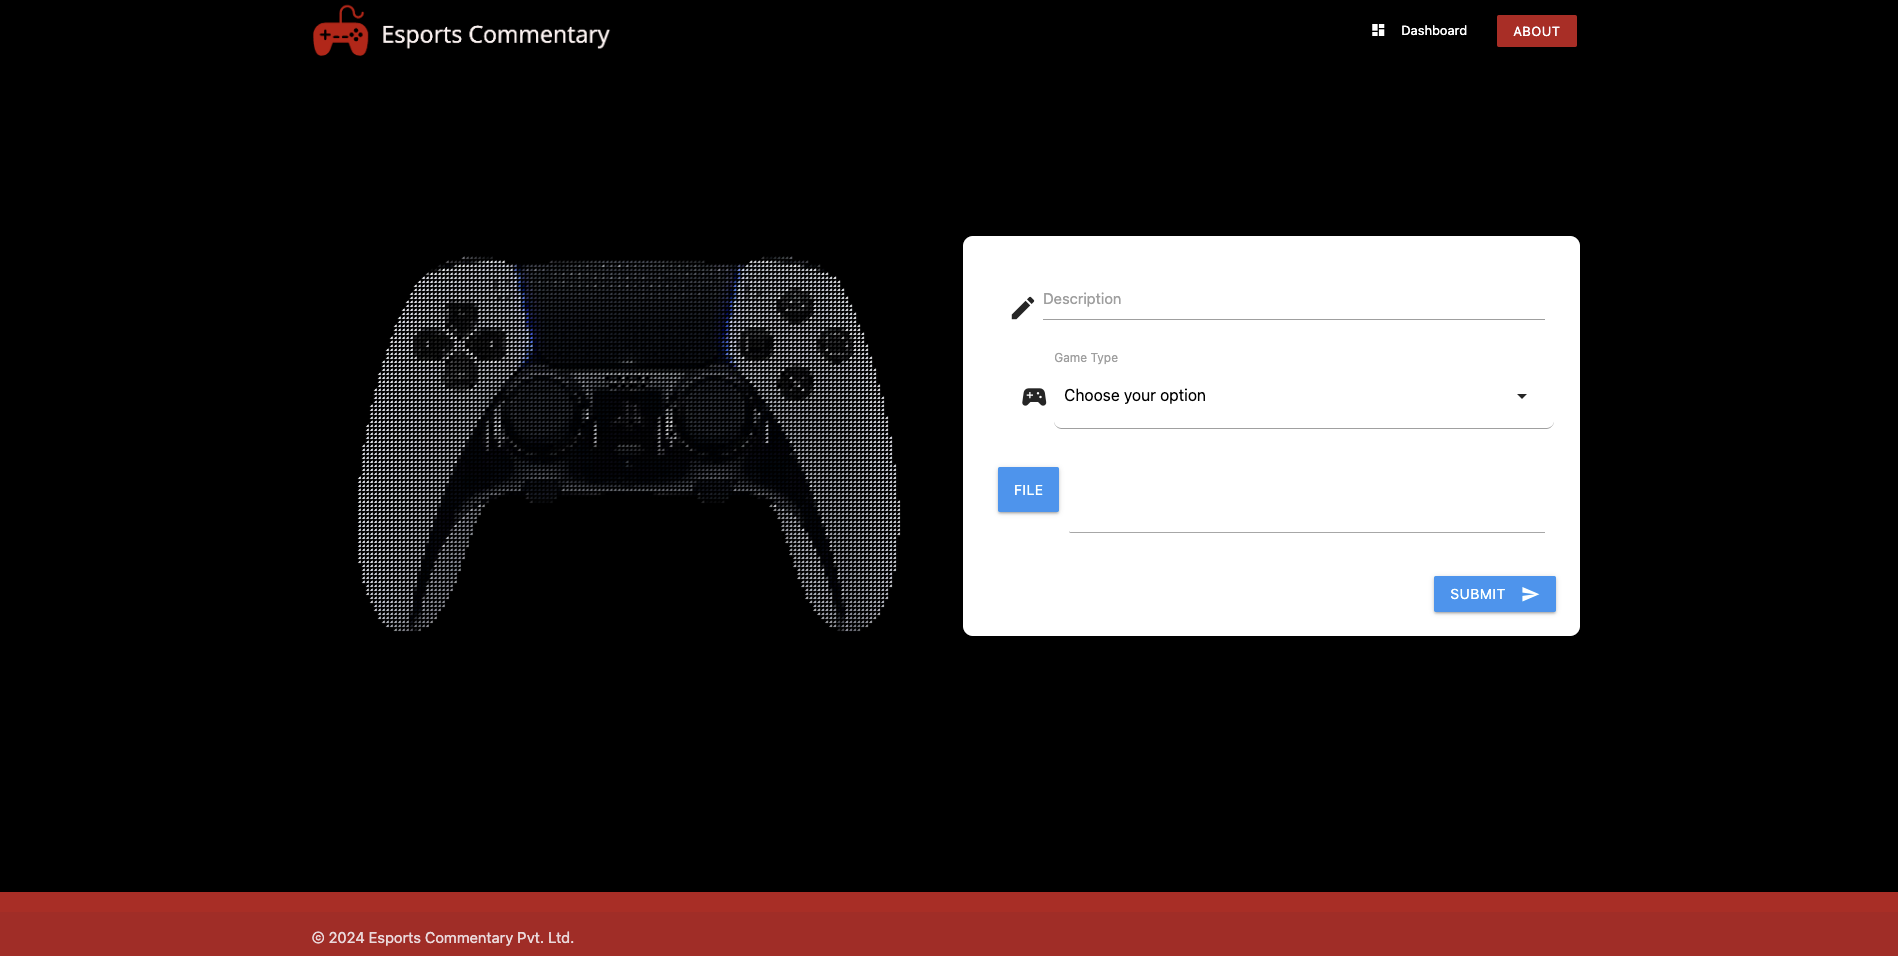 Esports Commentary
Dashboard
ABOUT
Description
Game Type
Choose your option
FILE
SUBMIT
© 2024 Esports Commentary Pvt. Ltd.